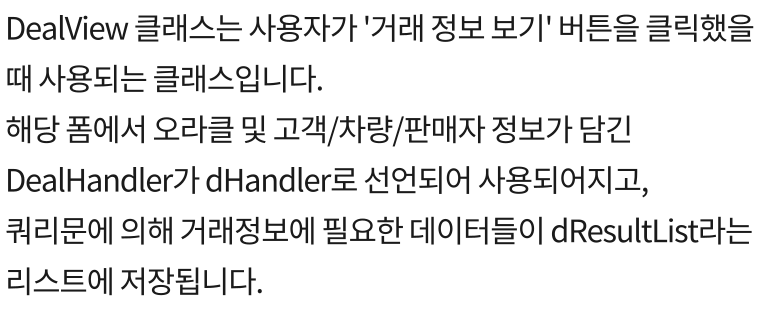 DealView 클래스는 사용자가 '거래 정보 보기' 버튼을 클릭했을
때 사용되는 클래스입니다.
해당 폼에서 오라클 및 고객/차량/판매자 정보가 담긴
DealHandler가 dHandler로 선언되어 사용되어지고,
쿼리문에 의해 거래정보에 필요한 데이터들이 dResultList라는
리스트에 저장됩니다.